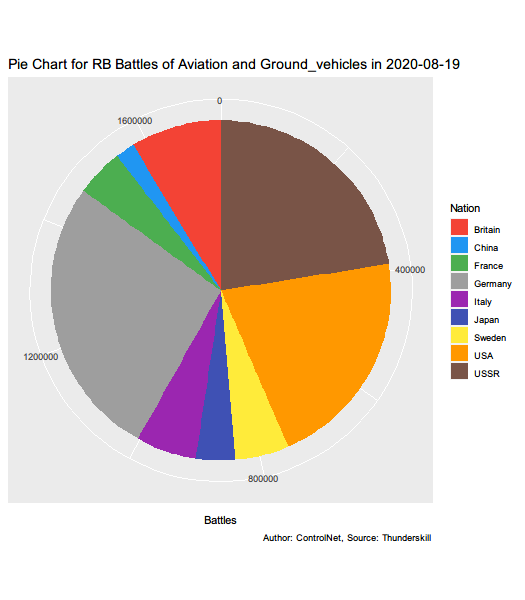 Pie Chart for RB Battles of Aviation and Ground_vehicles in 2020-08-19
0
1600000
400000
1200000
800000
Nation
Britain
China
France
Germany
Italy
Japan
Sweden
USA
USSR
Battles
Author: ControlNet, Source: Thunderskill